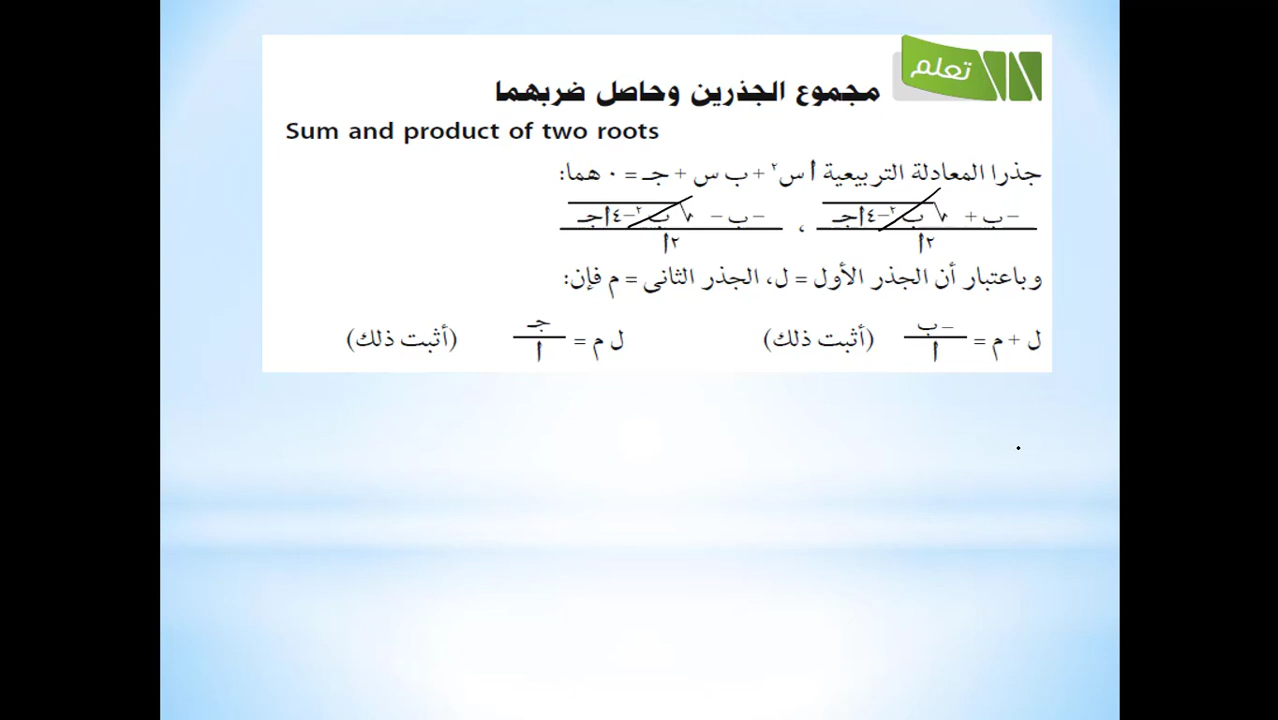 تعلم
مجموع الجذرين وحاصل ضربهما
Sum and product of two roots
جذرا المعادلة التربيعية أ س٢ + ب س + جـ = ٠ هما:
(−ب + √(ب٢−٤أجـ)) / ٢أ ، (−ب − √(ب٢−٤أجـ)) / ٢أ
وباعتبار أن الجذر الأول = ل، الجذر الثانى = م فإن:
ل + م = −ب / أ (أثبت ذلك) ل م = جـ / أ (أثبت ذلك)